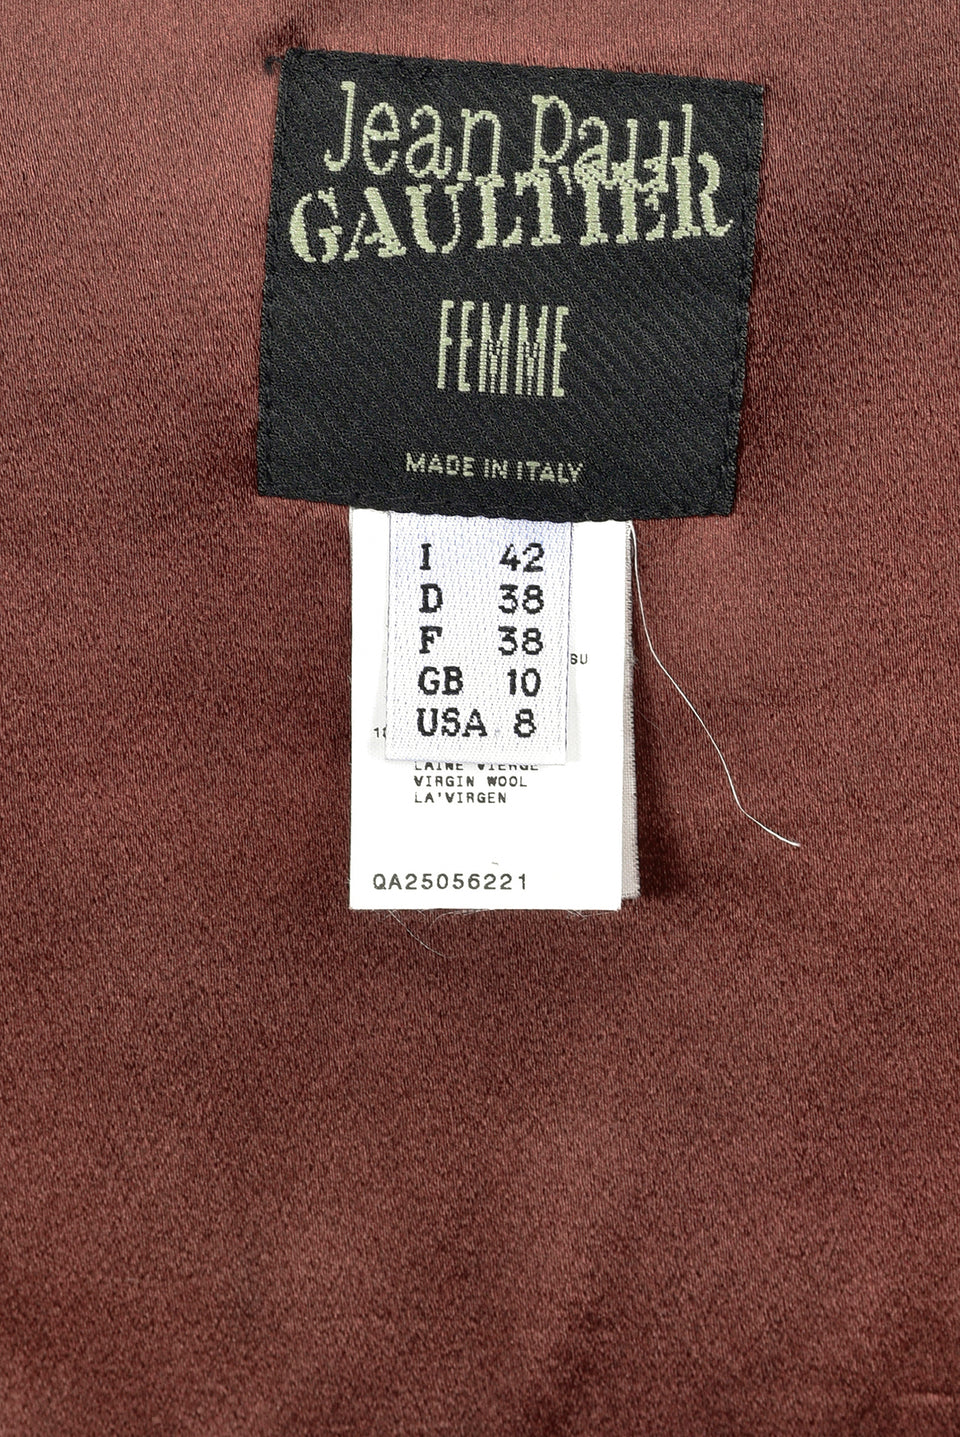 Jean Paul
GAULTIER
FEMME
MADE IN ITALY
I 42
D 38
F 38
GB 10
USA 8
LAINE VIERGE
VIRGIN WOOL
LA'VIRGEN
QA25056221